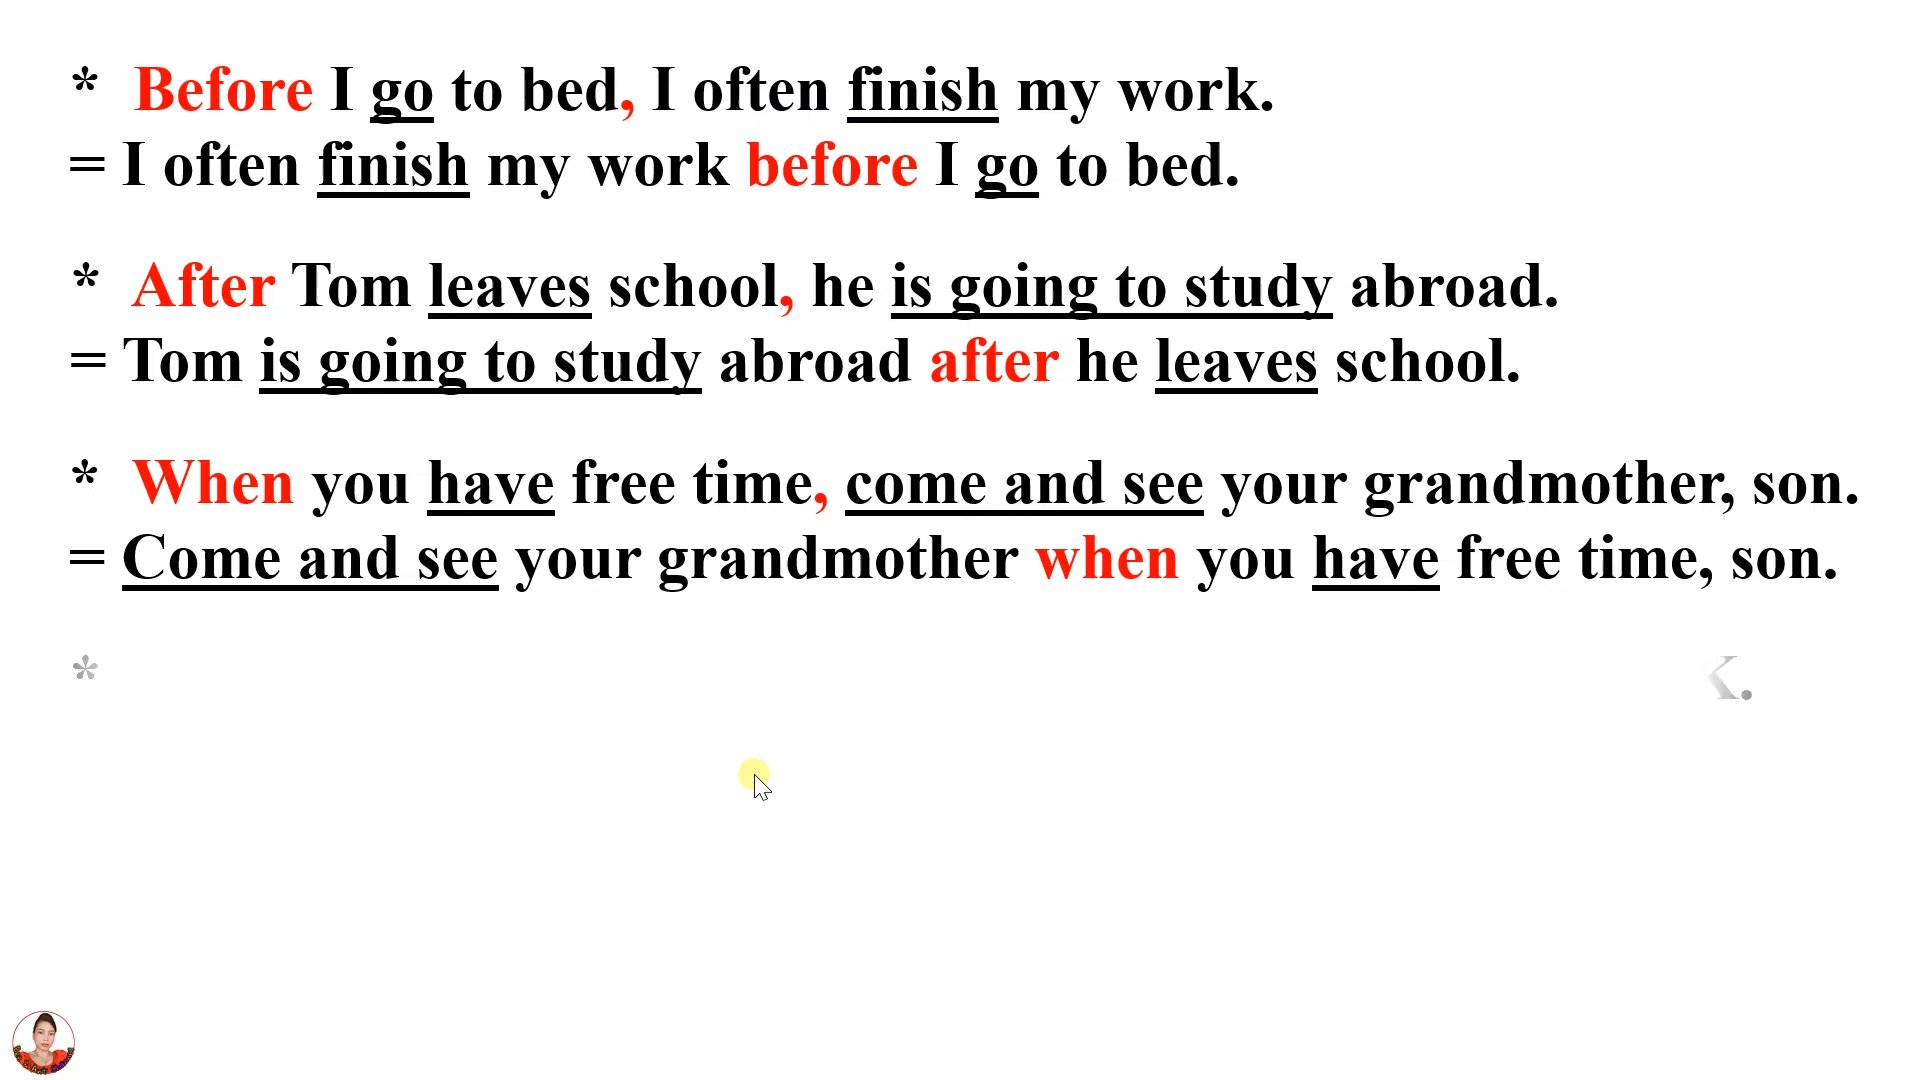 * Before I go to bed, I often finish my work.
= I often finish my work before I go to bed.
* After Tom leaves school, he is going to study abroad.
= Tom is going to study abroad after he leaves school.
* When you have free time, come and see your grandmother, son.
= Come and see your grandmother when you have free time, son.
*